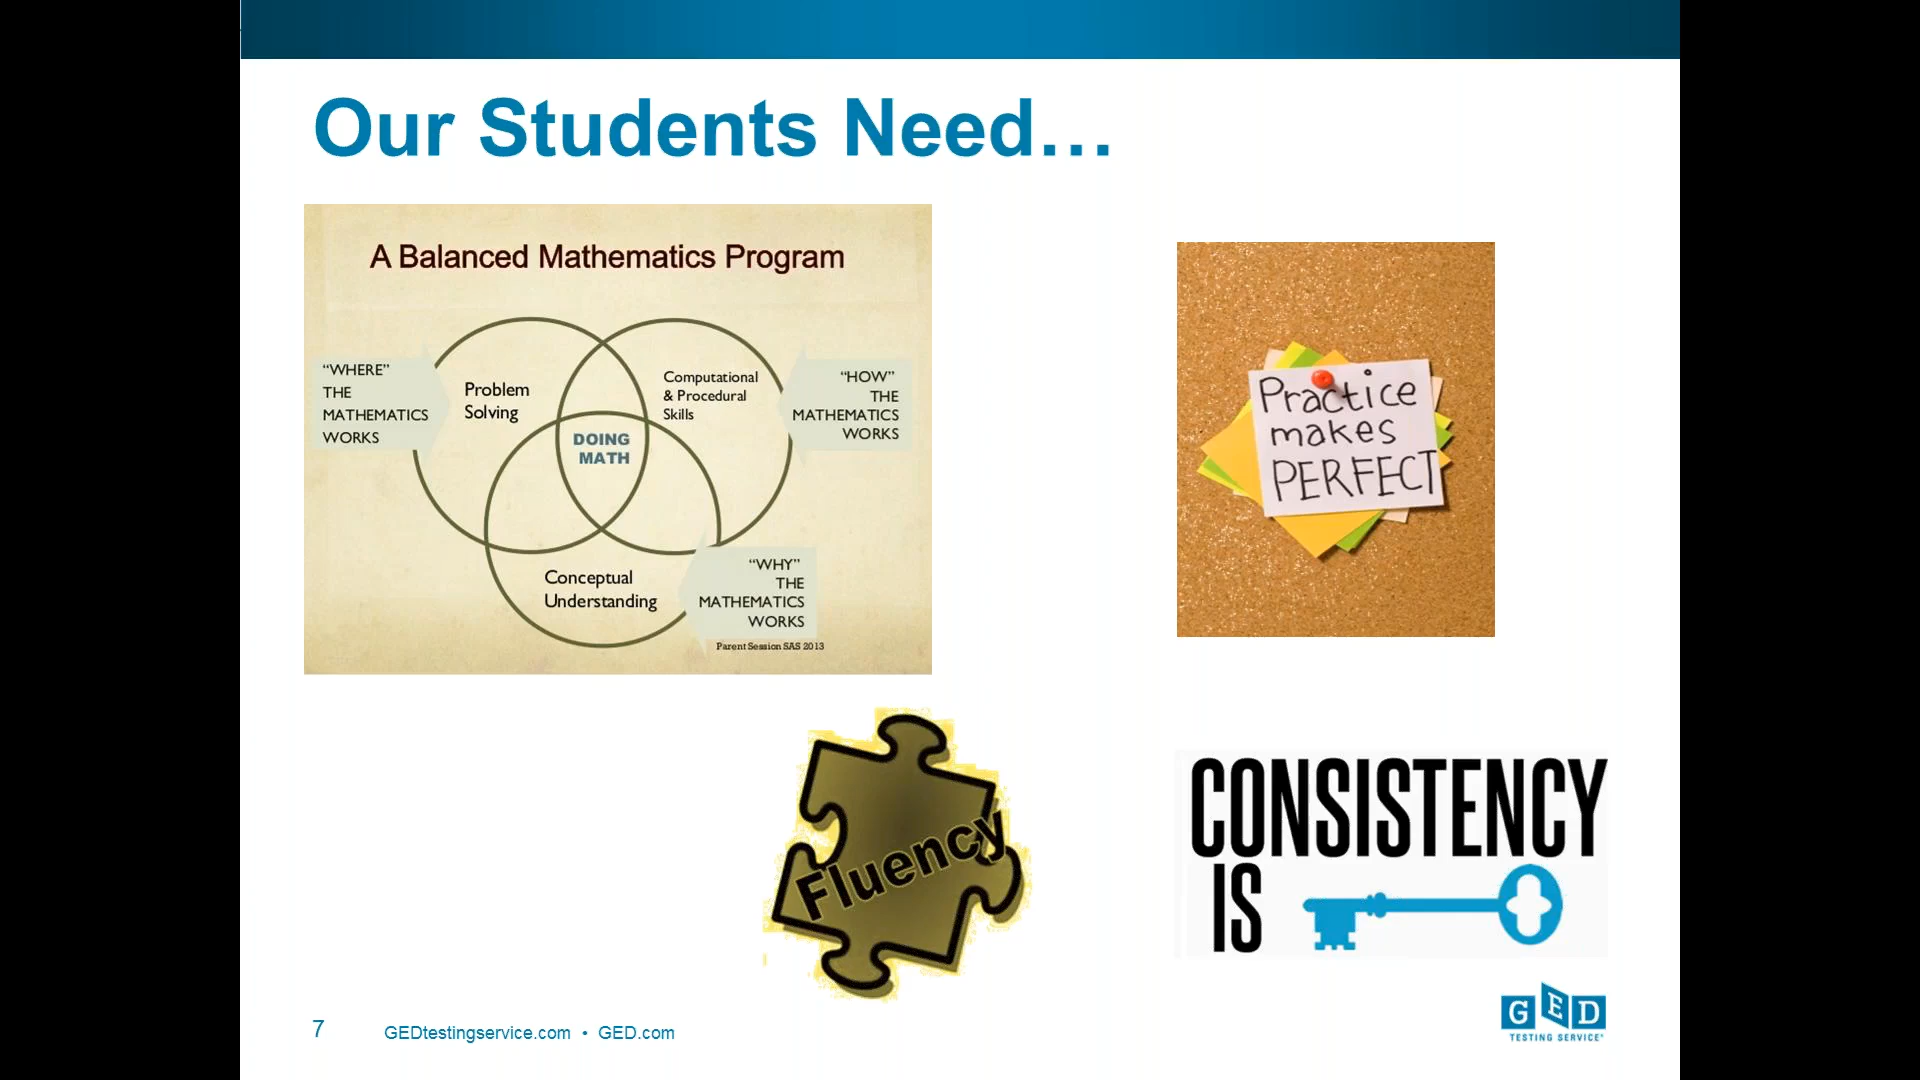 Our Students Need…
A Balanced Mathematics Program
“WHERE”
THE
MATHEMATICS
WORKS
Problem
Solving
Computational
& Procedural
Skills
“HOW”
THE
MATHEMATICS
WORKS
DOING
MATH
Conceptual
Understanding
“WHY”
THE
MATHEMATICS
WORKS
Parent Session SAS 2013
Practice
makes
PERFECT
Fluency
CONSISTENCY
IS
7
GEDtestingservice.com • GED.com
GED
TESTING SERVICE®